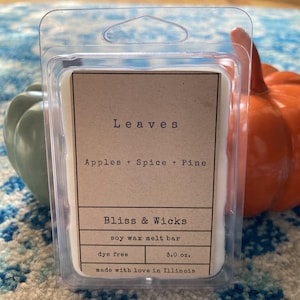 Leaves
Apples + Spice + Pine
Bliss & Wicks
soy wax melt bar
dye free
3.0 oz.
made with love in Illinois